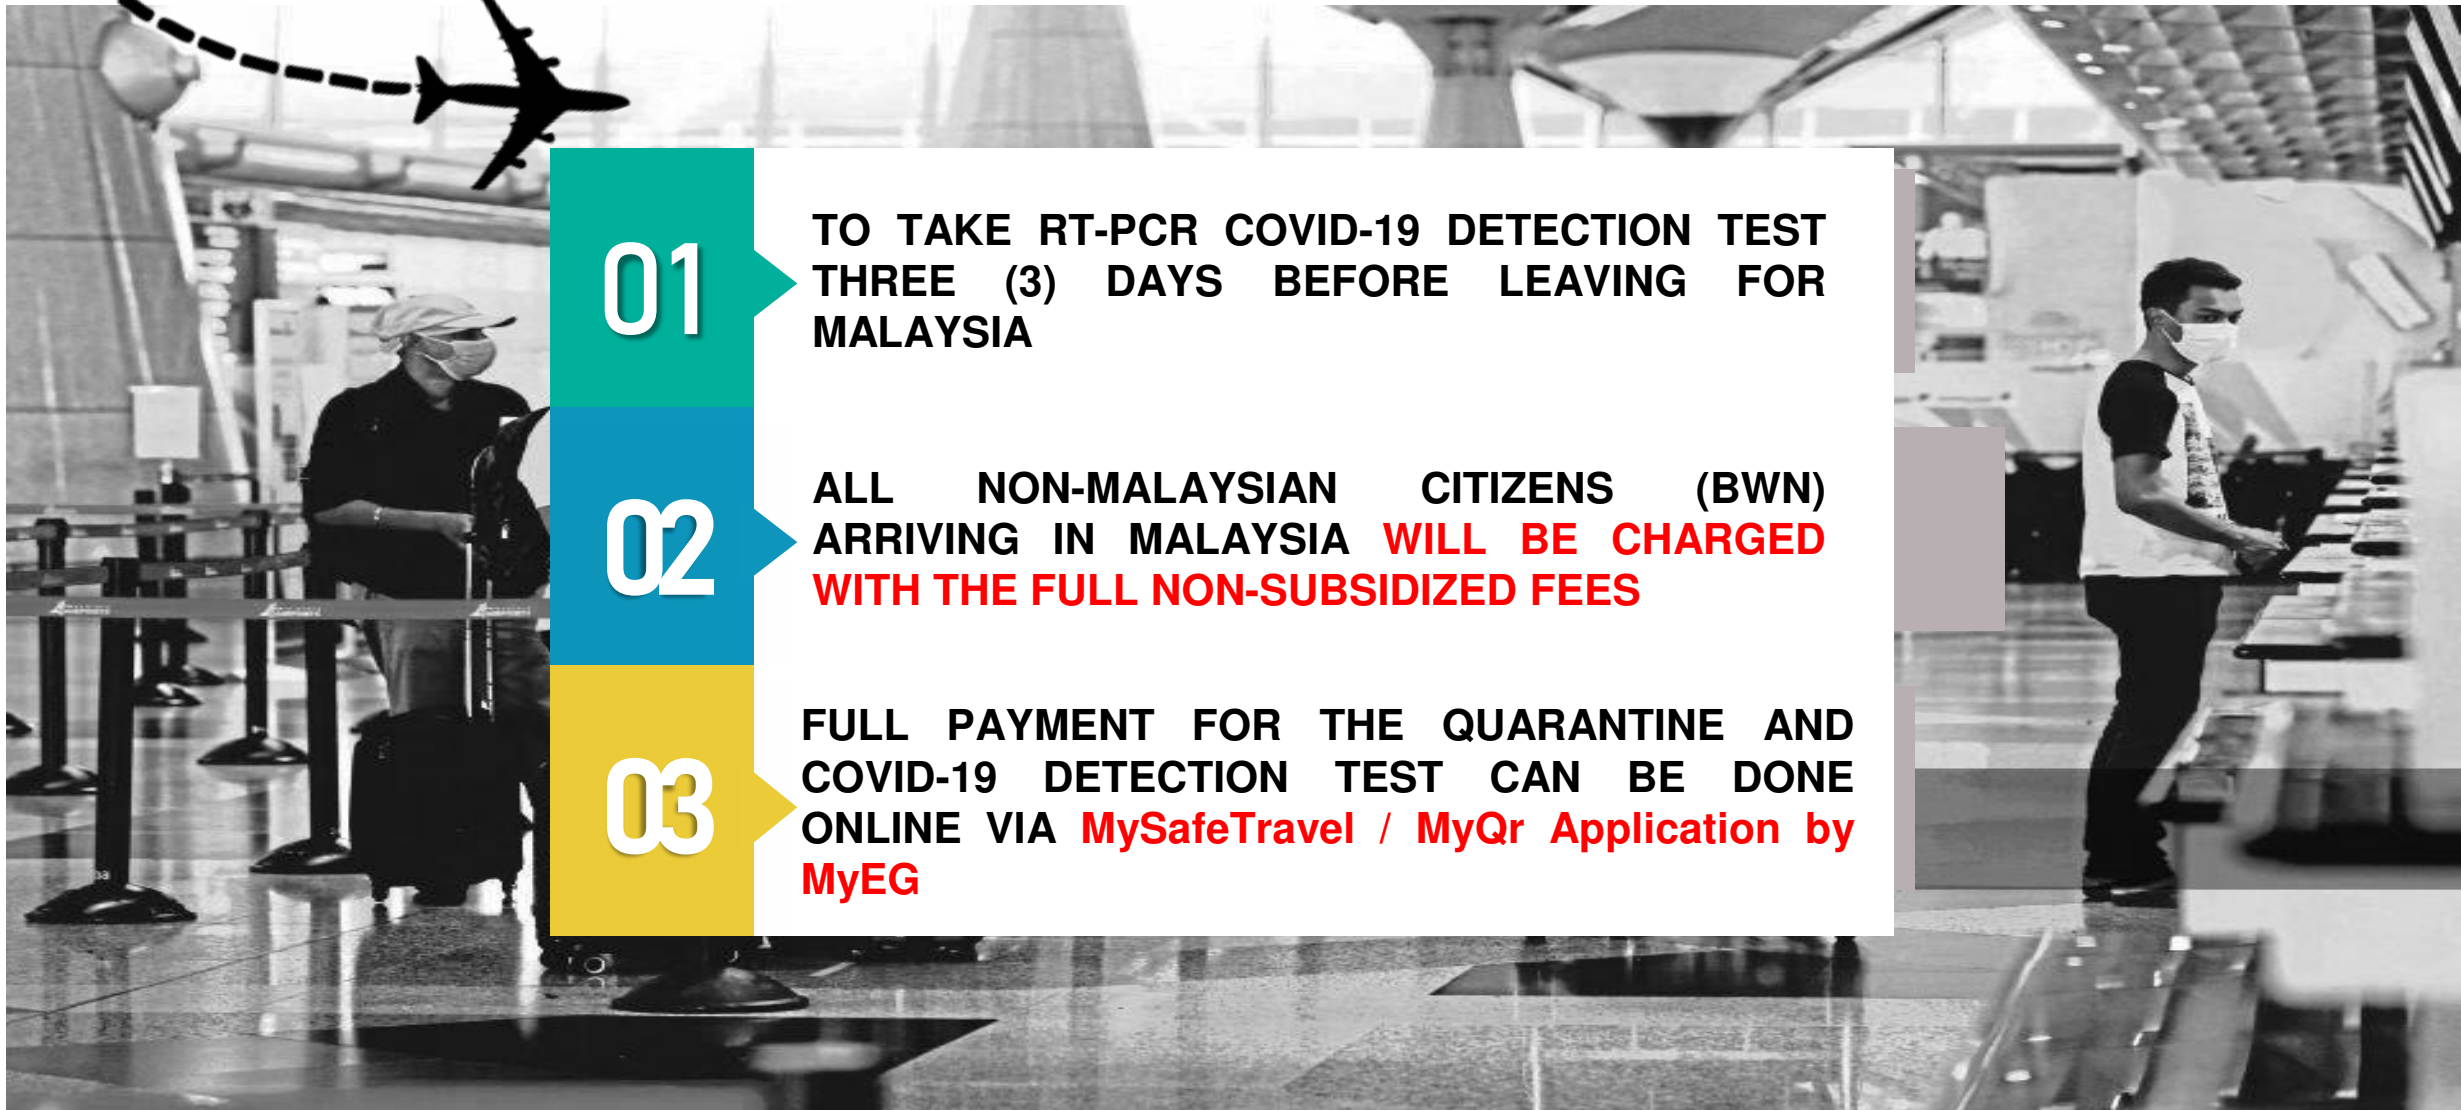 01
TO TAKE RT-PCR COVID-19 DETECTION TEST
THREE (3) DAYS BEFORE LEAVING FOR
MALAYSIA
02
ALL NON-MALAYSIAN CITIZENS (BWN)
ARRIVING IN MALAYSIA WILL BE CHARGED
WITH THE FULL NON-SUBSIDIZED FEES
03
FULL PAYMENT FOR THE QUARANTINE AND
COVID-19 DETECTION TEST CAN BE DONE
ONLINE VIA MySafeTravel / MyQr Application by
MyEG